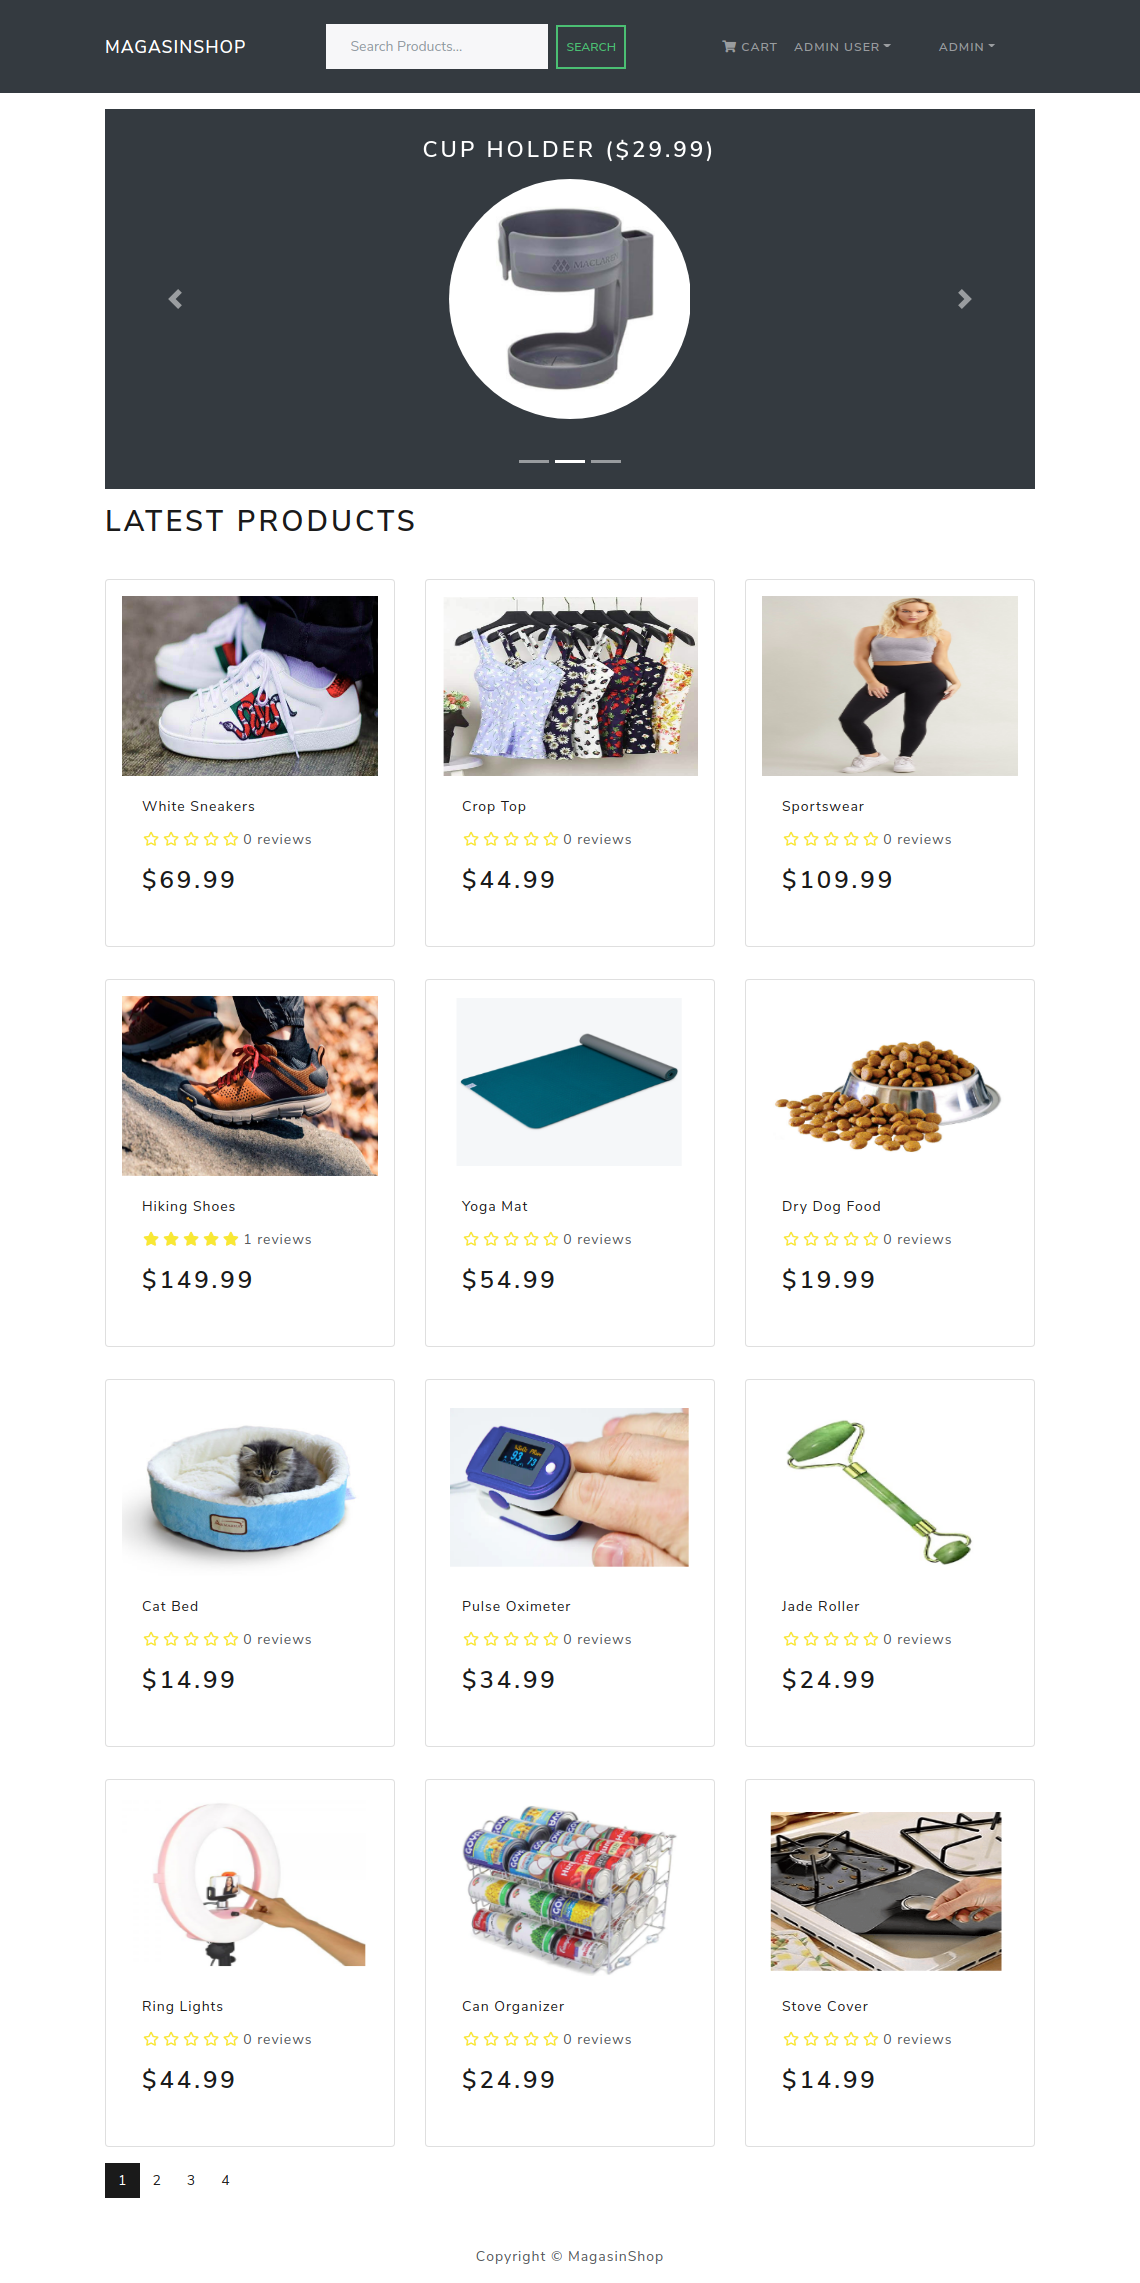 MAGASINSHOP
Search Products...
SEARCH
CART
ADMIN USER
ADMIN
CUP HOLDER ($29.99)
MACLAREN
LATEST PRODUCTS
White Sneakers
0 reviews
$69.99
Crop Top
0 reviews
$44.99
Sportswear
0 reviews
$109.99
Hiking Shoes
1 reviews
$149.99
Yoga Mat
0 reviews
$54.99
Dry Dog Food
0 reviews
$19.99
93 73
Cat Bed
0 reviews
$14.99
Pulse Oximeter
0 reviews
$34.99
Jade Roller
0 reviews
$24.99
Ring Lights
0 reviews
$44.99
Can Organizer
0 reviews
$24.99
Stove Cover
0 reviews
$14.99
1 2 3 4
Copyright © MagasinShop